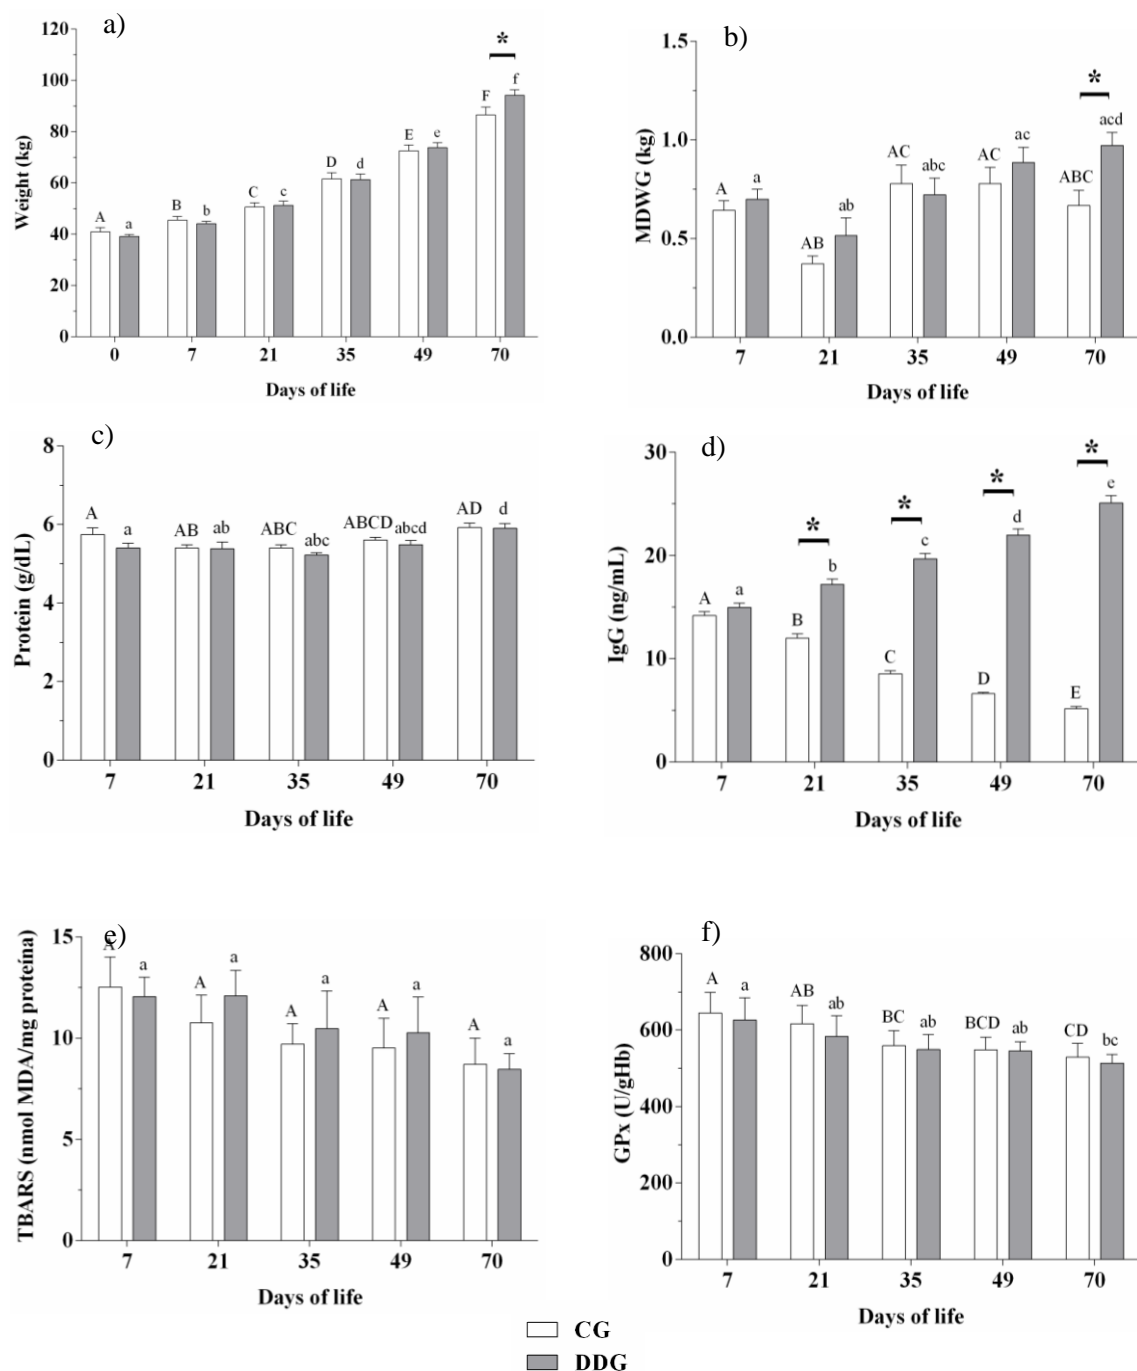 a)
120
100
80
60
40
20
0
Weight (kg)
A a B b C c D d E e F f
*
0 7 21 35 49 70
Days of life
b)
1.5
1.0
0.5
0.0
MDWG (kg)
A a AB ab AC abc AC ac ABC acd
*
7 21 35 49 70
Days of life
c)
8
6
4
2
0
Protein (g/dL)
A a AB ab ABC abc ABCD abcd AD d
7 21 35 49 70
Days of life
d)
30
20
10
0
IgG (ng/mL)
A a B b C c D d E e
* * * *
7 21 35 49 70
Days of life
e)
15
10
5
0
TBARS (nmol MDA/mg proteína)
A a A a A a A a A a
7 21 35 49 70
Days of life
f)
800
600
400
200
0
GPx (U/gHb)
A a AB ab BC ab BCD ab CD bc
7 21 35 49 70
Days of life
CG
DDG